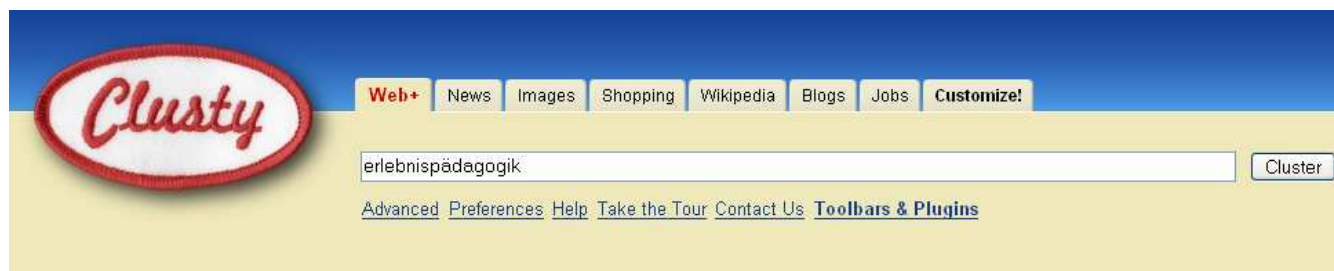 Clusty
Web+ News Images Shopping Wikipedia Blogs Jobs Customize!
erlebnispädagogik Cluster
Advanced Preferences Help Take the Tour Contact Us Toolbars & Plugins